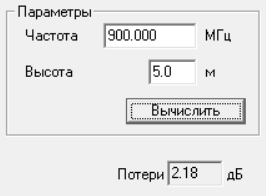 Параметры
Частота 900.000 МГц
Высота 5.0 м
Вычислить
Потери 2.18 дБ